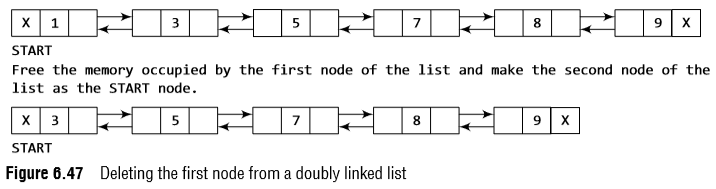 X 1 3 5 7 8 9 X
START
Free the memory occupied by the first node of the list and make the second node of the
list as the START node.
X 3 5 7 8 9 X
START
Figure 6.47 Deleting the first node from a doubly linked list